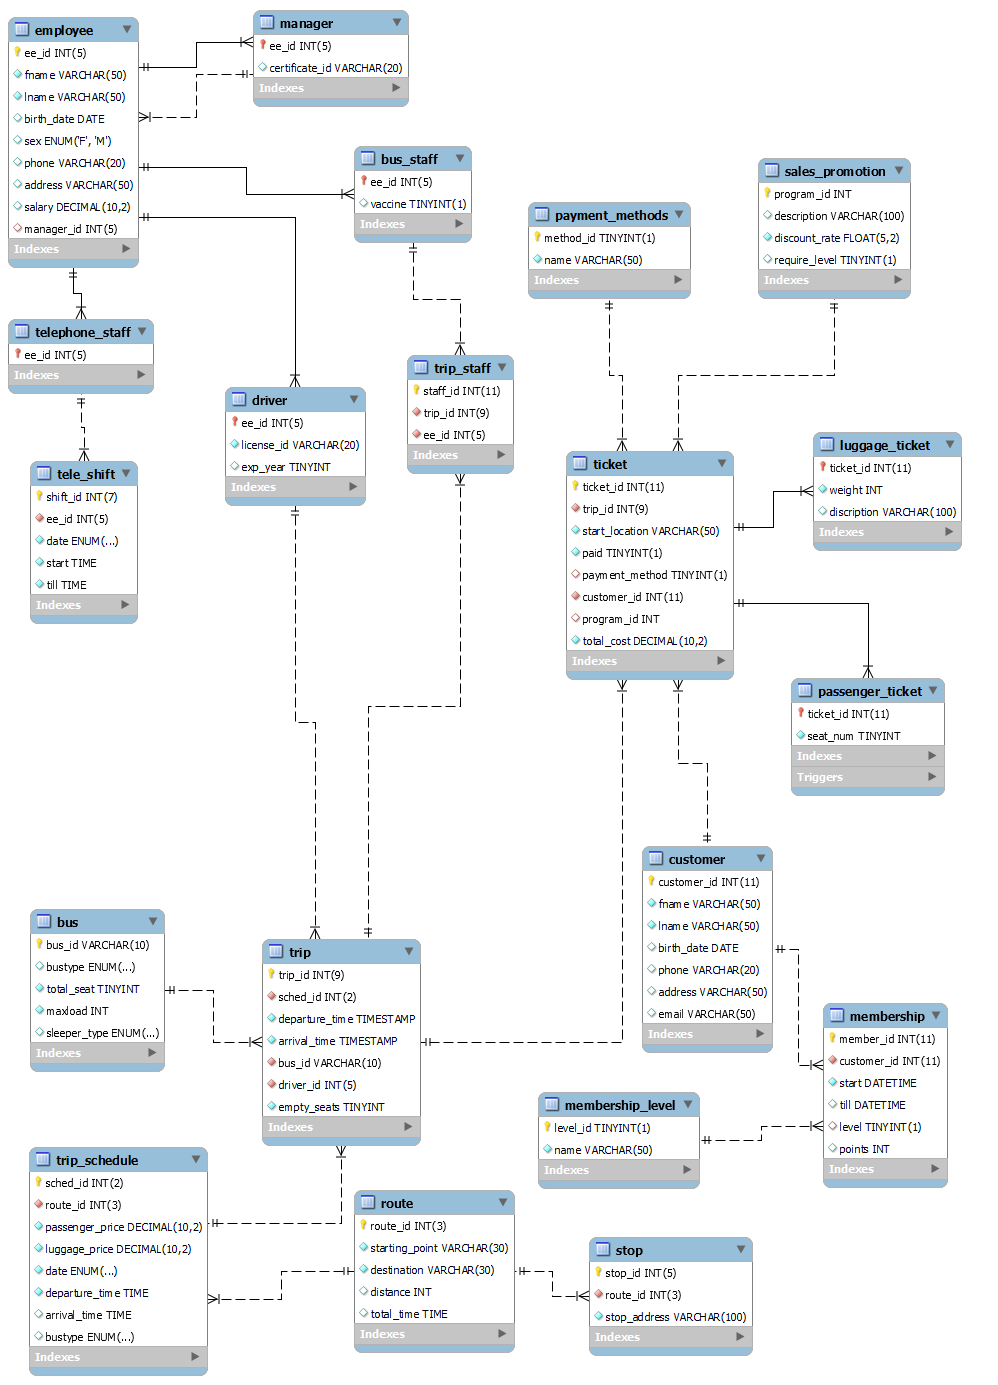 employee
ee_id INT(5)
fname VARCHAR(50)
lname VARCHAR(50)
birth_date DATE
sex ENUM('F', 'M')
phone VARCHAR(20)
address VARCHAR(50)
salary DECIMAL(10,2)
manager_id INT(5)
Indexes
manager
ee_id INT(5)
certificate_id VARCHAR(20)
Indexes
bus_staff
ee_id INT(5)
vaccine TINYINT(1)
Indexes
payment_methods
method_id TINYINT(1)
name VARCHAR(50)
Indexes
sales_promotion
program_id INT
description VARCHAR(100)
discount_rate FLOAT(5,2)
require_level TINYINT(1)
Indexes
telephone_staff
ee_id INT(5)
Indexes
driver
ee_id INT(5)
license_id VARCHAR(20)
exp_year TINYINT
Indexes
trip_staff
staff_id INT(11)
trip_id INT(9)
ee_id INT(5)
Indexes
tele_shift
shift_id INT(7)
ee_id INT(5)
date ENUM(...)
start TIME
till TIME
Indexes
ticket
ticket_id INT(11)
trip_id INT(9)
start_location VARCHAR(50)
paid TINYINT(1)
payment_method TINYINT(1)
customer_id INT(11)
program_id INT
total_cost DECIMAL(10,2)
Indexes
luggage_ticket
ticket_id INT(11)
weight INT
discription VARCHAR(100)
Indexes
passenger_ticket
ticket_id INT(11)
seat_num TINYINT
Indexes
Triggers
customer
customer_id INT(11)
fname VARCHAR(50)
lname VARCHAR(50)
birth_date DATE
phone VARCHAR(20)
address VARCHAR(50)
email VARCHAR(50)
Indexes
bus
bus_id VARCHAR(10)
bustype ENUM(...)
total_seat TINYINT
maxload INT
sleeper_type ENUM(...)
Indexes
trip
trip_id INT(9)
sched_id INT(2)
departure_time TIMESTAMP
arrival_time TIMESTAMP
bus_id VARCHAR(10)
driver_id INT(5)
empty_seats TINYINT
Indexes
membership
member_id INT(11)
customer_id INT(11)
start DATETIME
till DATETIME
level TINYINT(1)
points INT
Indexes
membership_level
level_id TINYINT(1)
name VARCHAR(50)
Indexes
trip_schedule
sched_id INT(2)
route_id INT(3)
passenger_price DECIMAL(10,2)
luggage_price DECIMAL(10,2)
date ENUM(...)
departure_time TIME
arrival_time TIME
bustype ENUM(...)
Indexes
route
route_id INT(3)
starting_point VARCHAR(30)
destination VARCHAR(30)
distance INT
total_time TIME
Indexes
stop
stop_id INT(5)
route_id INT(3)
stop_address VARCHAR(100)
Indexes